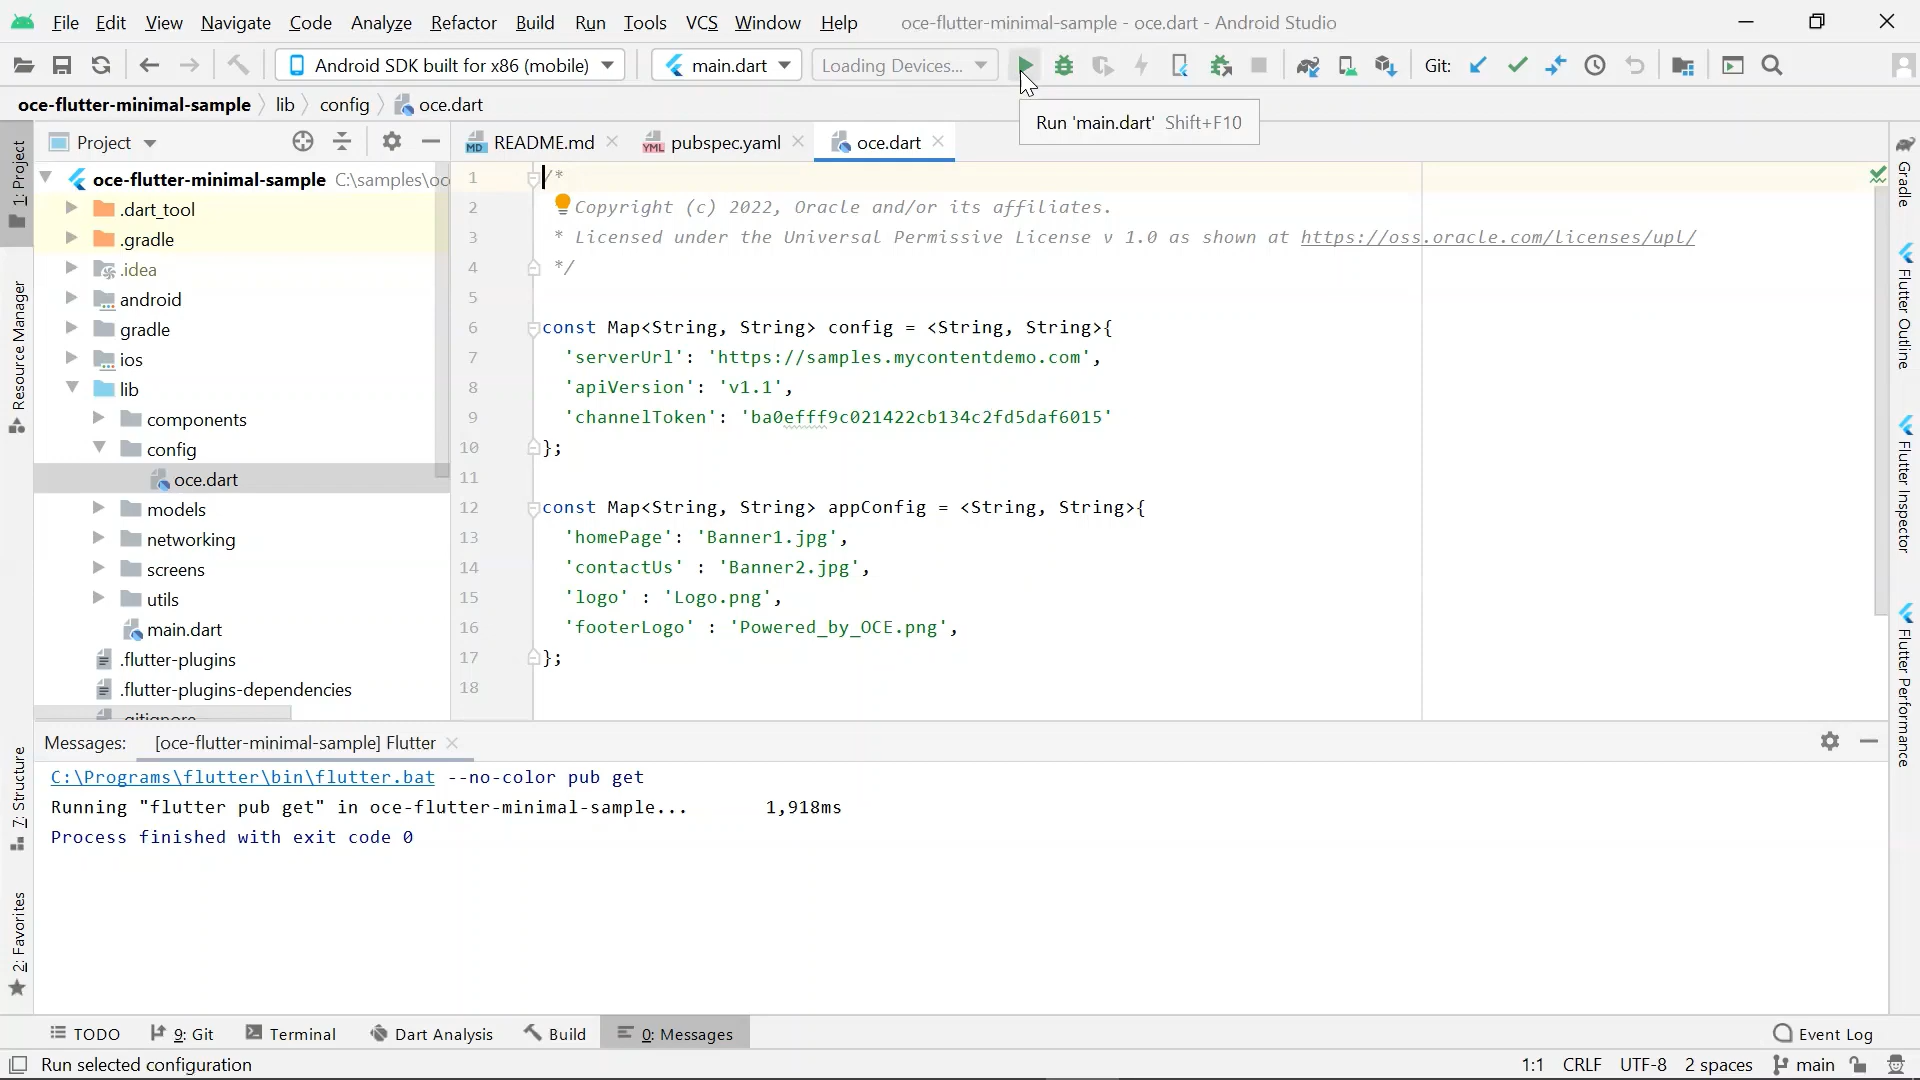 File Edit View Navigate Code Analyze Refactor Build Run Tools VCS Window Help oce-flutter-minimal-sample - oce.dart - Android Studio
Android SDK built for x86 (mobile) main.dart Loading Devices... Git:
oce-flutter-minimal-sample lib config oce.dart
Run 'main.dart' Shift+F10
Project
README.md pubspec.yaml oce.dart
1: Project
Resource Manager
7: Structure
2: Favorites
oce-flutter-minimal-sample C:\samples\oc
.dart_tool
.gradle
.idea
android
gradle
ios
lib
components
config
oce.dart
models
networking
screens
utils
main.dart
.flutter-plugins
.flutter-plugins-dependencies
.gitignore
1 /*
2 Copyright (c) 2022, Oracle and/or its affiliates.
3 * Licensed under the Universal Permissive License v 1.0 as shown at https://oss.oracle.com/licenses/upl/
4 */
5
6 const Map<String, String> config = <String, String>{
7 'serverUrl': 'https://samples.mycontentdemo.com',
8 'apiVersion': 'v1.1',
9 'channelToken': 'ba0efff9c021422cb134c2fd5daf6015'
10 };
11
12 const Map<String, String> appConfig = <String, String>{
13 'homePage': 'Banner1.jpg',
14 'contactUs' : 'Banner2.jpg',
15 'logo' : 'Logo.png',
16 'footerLogo' : 'Powered_by_OCE.png',
17 };
18
Gradle
Flutter Outline
Flutter Inspector
Flutter Performance
Messages: [oce-flutter-minimal-sample] Flutter
C:\Programs\flutter\bin\flutter.bat --no-color pub get
Running "flutter pub get" in oce-flutter-minimal-sample... 1,918ms
Process finished with exit code 0
TODO 9: Git Terminal Dart Analysis Build 0: Messages Event Log
Run selected configuration 1:1 CRLF UTF-8 2 spaces main